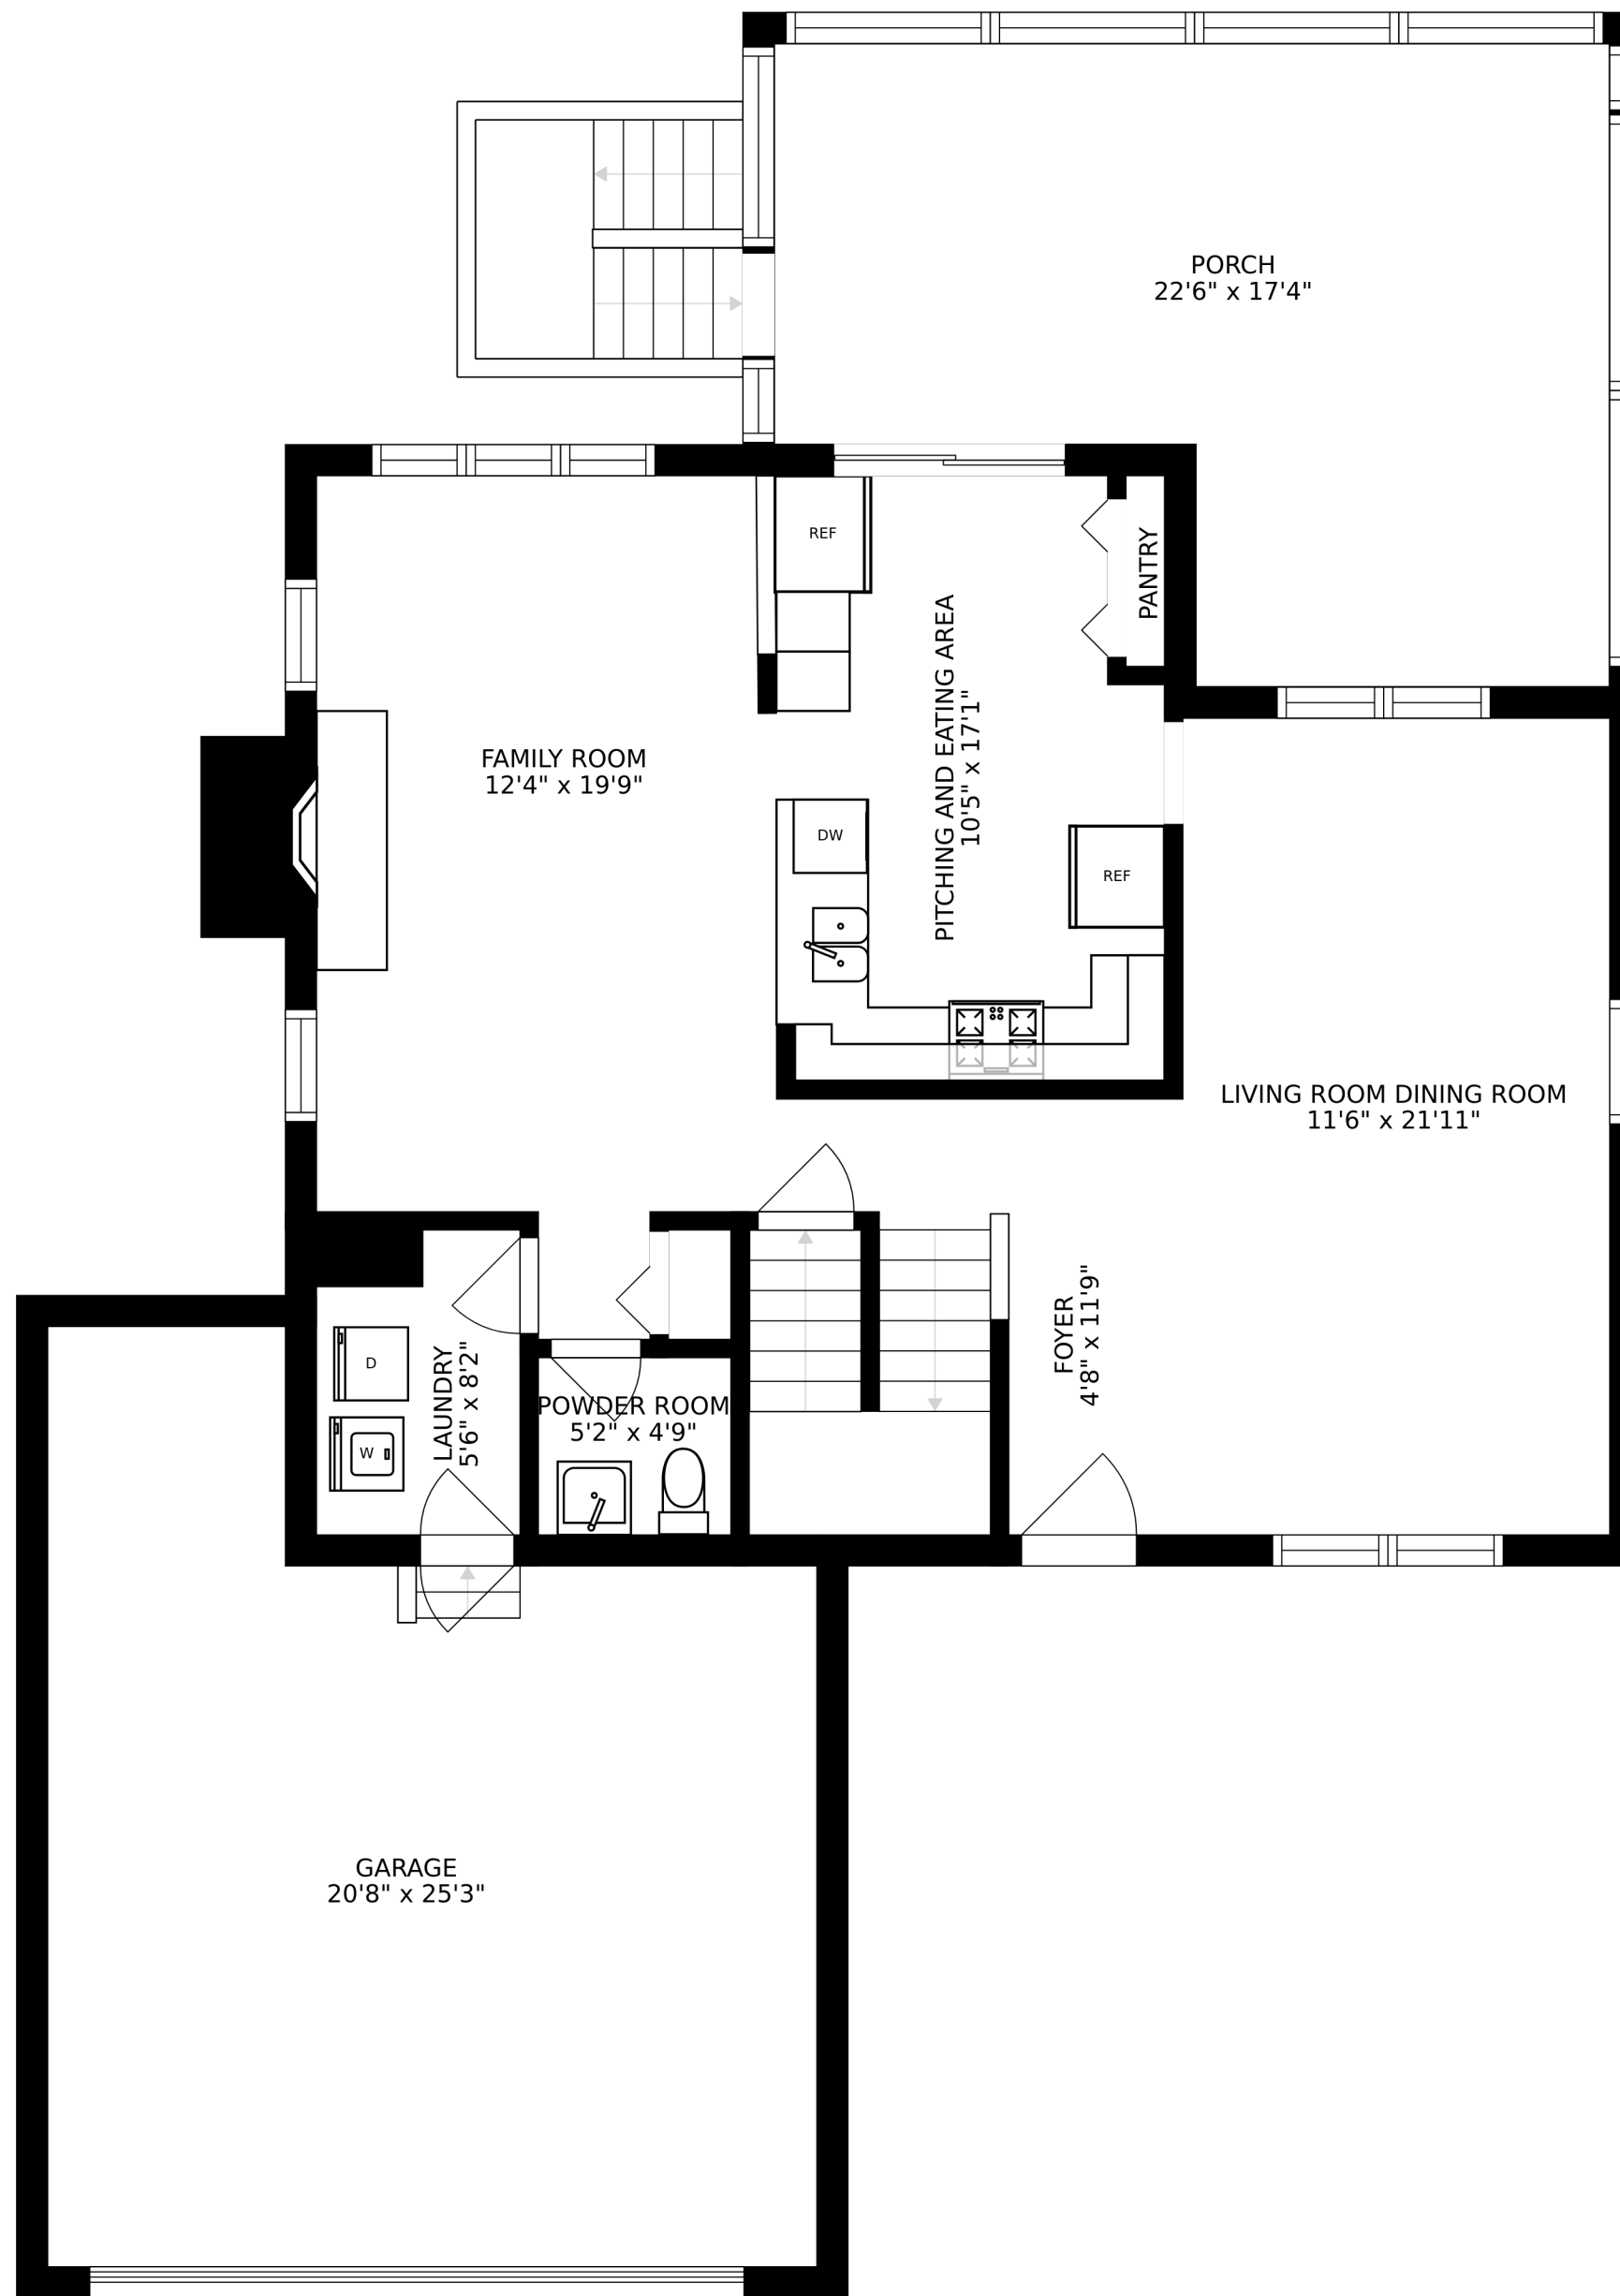 PORCH
22'6" x 17'4"
REF
PANTRY
PITCHING AND EATING AREA
10'5" x 17'1"
FAMILY ROOM
12'4" x 19'9"
DW
REF
LIVING ROOM DINING ROOM
11'6" x 21'11"
FOYER
4'8" x 11'9"
D
LAUNDRY
5'6" x 8'2"
W
POWDER ROOM
5'2" x 4'9"
GARAGE
20'8" x 25'3"